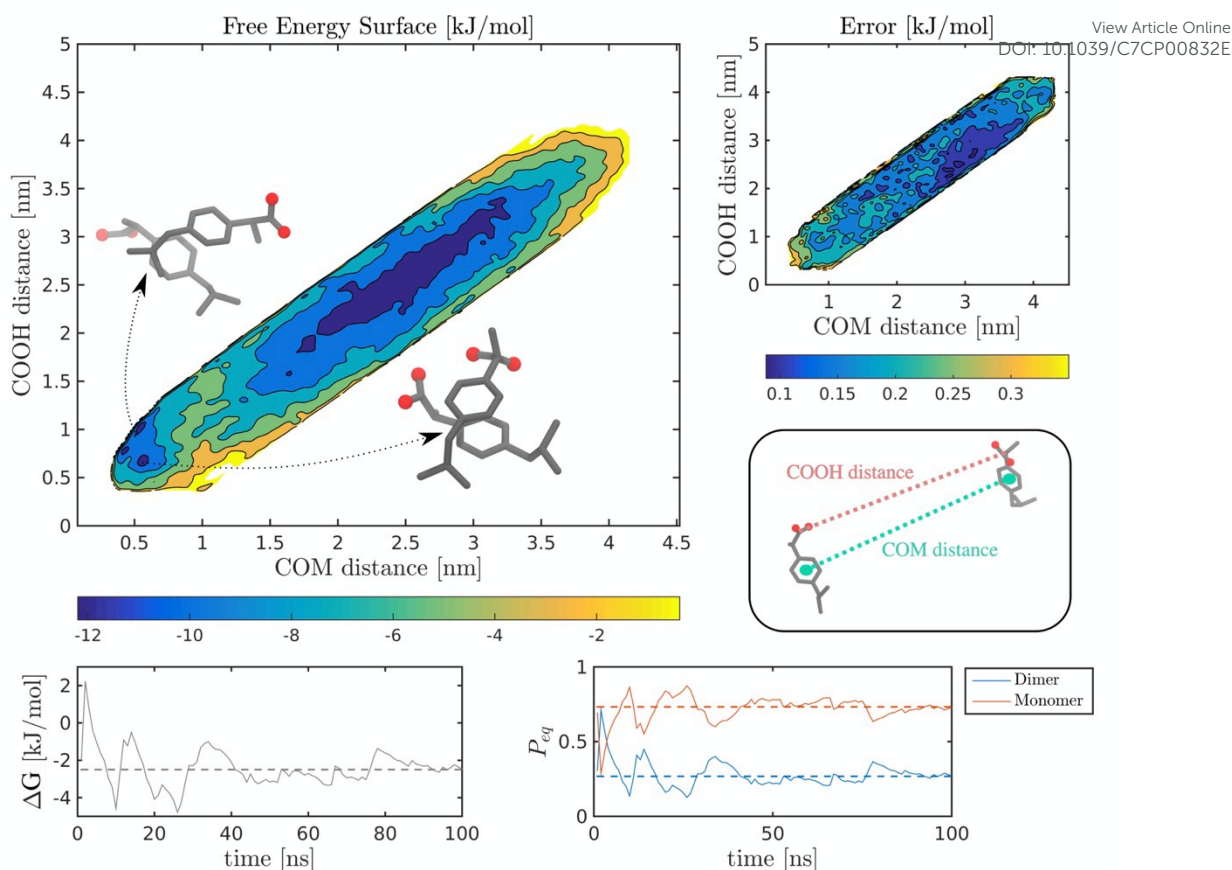 Free Energy Surface [kJ/mol]
5
4.5
4
3.5
3
2.5
2
1.5
1
0.5
0
COOH distance [nm]
0.5 1 1.5 2 2.5 3 3.5 4 4.5
COM distance [nm]
-12 -10 -8 -6 -4 -2
Error [kJ/mol]
View Article Online
DOI: 10.1039/C7CP00832E
5
4
3
2
1
0
COOH distance [nm]
1 2 3 4
COM distance [nm]
0.1 0.15 0.2 0.25 0.3
COOH distance
COM distance
2
0
-2
-4
ΔG [kJ/mol]
0 20 40 60 80 100
time [ns]
1
0.5
0
Peq
0 50 100
time [ns]
Dimer
Monomer